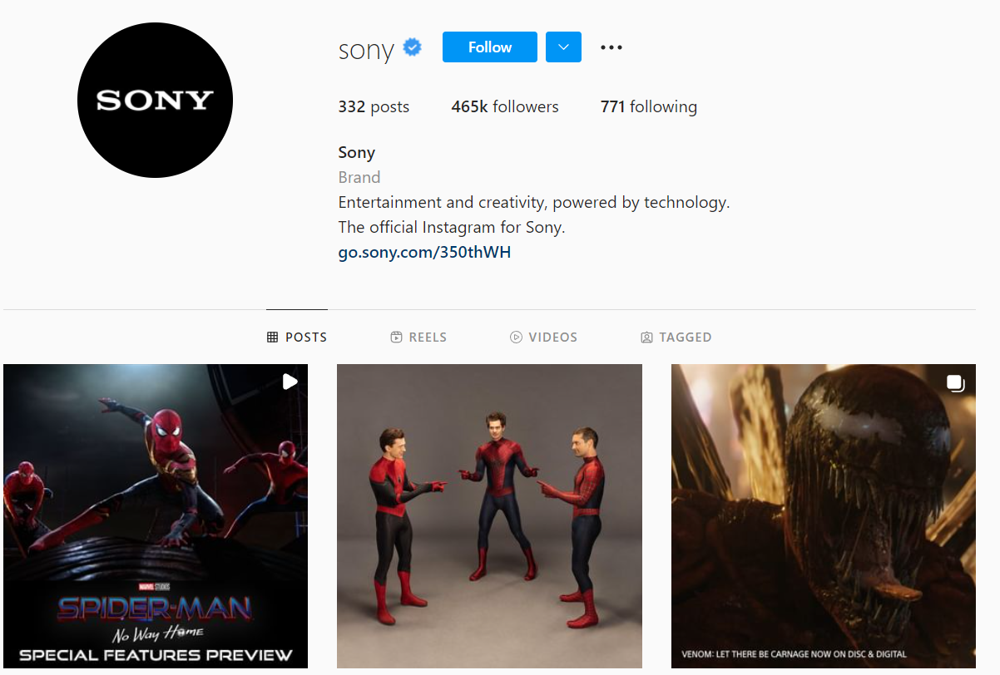 SONY
sony
Follow
332 posts 465k followers 771 following
Sony
Brand
Entertainment and creativity, powered by technology.
The official Instagram for Sony.
go.sony.com/350thWH
POSTS REELS VIDEOS TAGGED
MARVEL STUDIOS
SPIDER-MAN
No Way Home
SPECIAL FEATURES PREVIEW
VENOM: LET THERE BE CARNAGE NOW ON DISC & DIGITAL